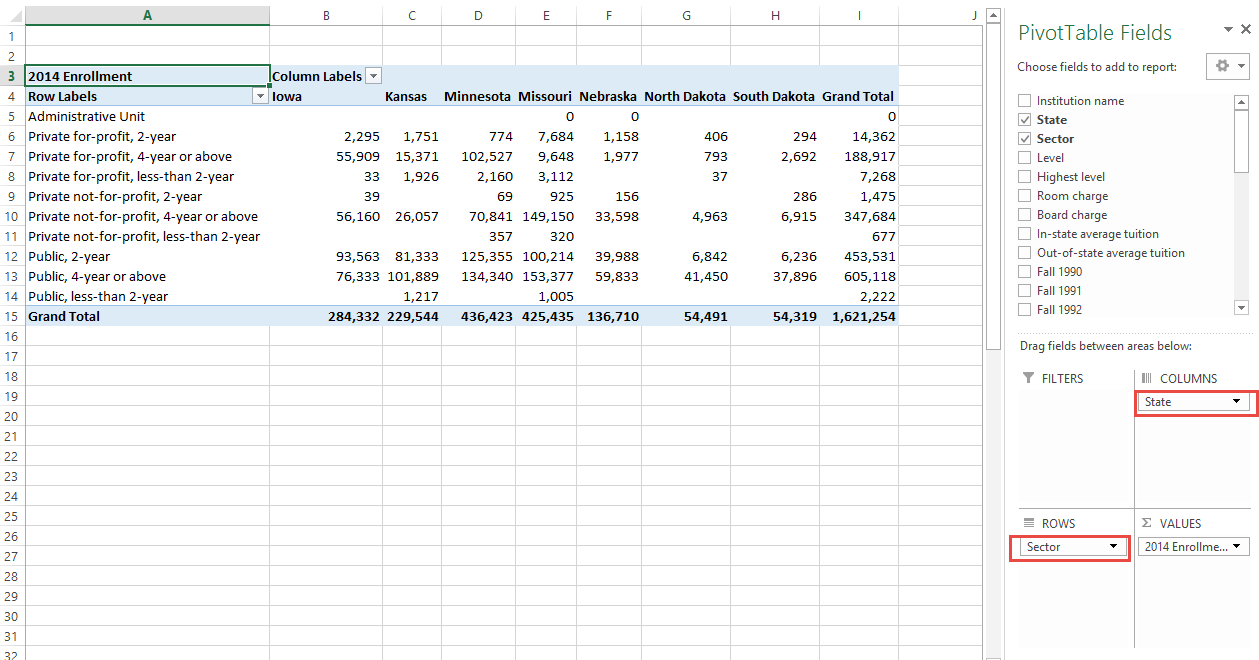 A B C D E F G H I J
1
2
3 2014 Enrollment Column Labels
4 Row Labels Iowa Kansas Minnesota Missouri Nebraska North Dakota South Dakota Grand Total
5 Administrative Unit 0 0 0
6 Private for-profit, 2-year 2,295 1,751 774 7,684 1,158 406 294 14,362
7 Private for-profit, 4-year or above 55,909 15,371 102,527 9,648 1,977 793 2,692 188,917
8 Private for-profit, less-than 2-year 33 1,926 2,160 3,112 37 7,268
9 Private not-for-profit, 2-year 39 69 925 156 286 1,475
10 Private not-for-profit, 4-year or above 56,160 26,057 70,841 149,150 33,598 4,963 6,915 347,684
11 Private not-for-profit, less-than 2-year 357 320 677
12 Public, 2-year 93,563 81,333 125,355 100,214 39,988 6,842 6,236 453,531
13 Public, 4-year or above 76,333 101,889 134,340 153,377 59,833 41,450 37,896 605,118
14 Public, less-than 2-year 1,217 1,005 2,222
15 Grand Total 284,332 229,544 436,423 425,435 136,710 54,491 54,319 1,621,254
16
17
18
19
20
21
22
23
24
25
26
27
28
29
30
31
32
PivotTable Fields
Choose fields to add to report:
Institution name
State
Sector
Level
Highest level
Room charge
Board charge
In-state average tuition
Out-of-state average tuition
Fall 1990
Fall 1991
Fall 1992
Drag fields between areas below:
FILTERS
COLUMNS
State
ROWS
Sector
Σ VALUES
2014 Enrollme...